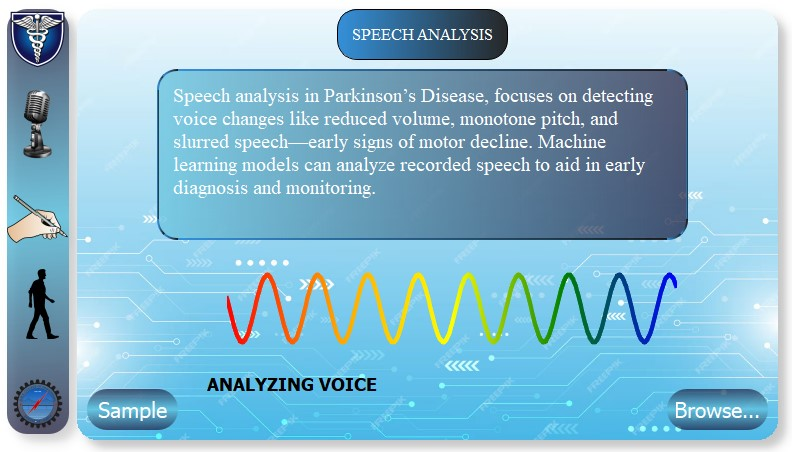 SPEECH ANALYSIS
Speech analysis in Parkinson’s Disease, focuses on detecting
voice changes like reduced volume, monotone pitch, and
slurred speech—early signs of motor decline. Machine
learning models can analyze recorded speech to aid in early
diagnosis and monitoring.
ANALYZING VOICE
Sample
Browse...